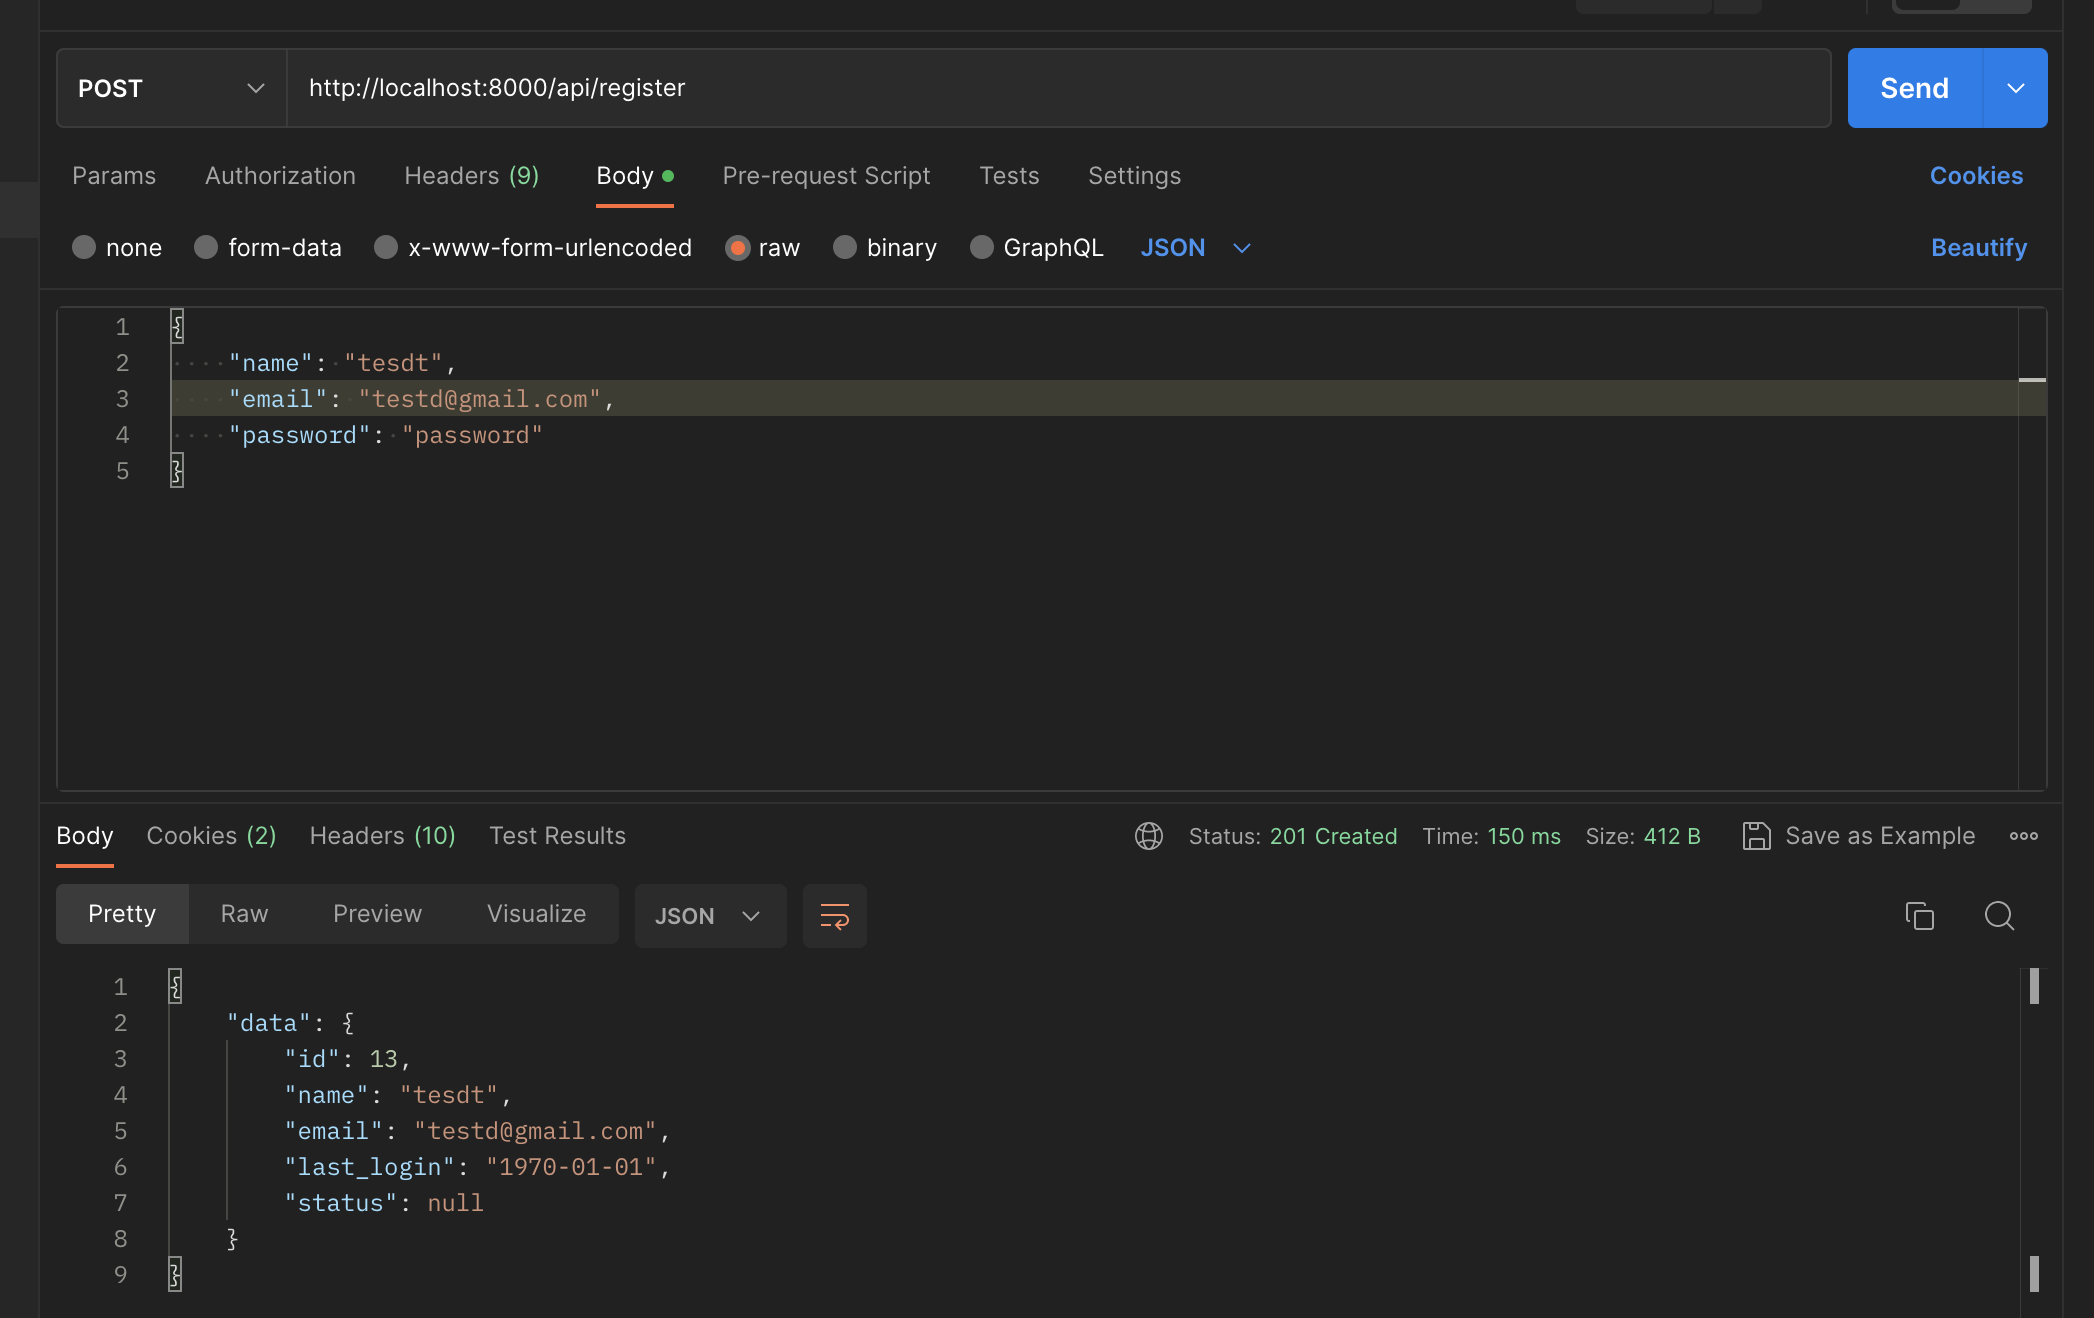 POST http://localhost:8000/api/register Send
Params Authorization Headers (9) Body Pre-request Script Tests Settings Cookies
none form-data x-www-form-urlencoded raw binary GraphQL JSON Beautify
1 {
2 "name": "tesdt",
3 "email": "testd@gmail.com",
4 "password": "password"
5 }
Body Cookies (2) Headers (10) Test Results Status: 201 Created Time: 150 ms Size: 412 B Save as Example
Pretty Raw Preview Visualize JSON
1 {
2 "data": {
3 "id": 13,
4 "name": "tesdt",
5 "email": "testd@gmail.com",
6 "last_login": "1970-01-01",
7 "status": null
8 }
9 }